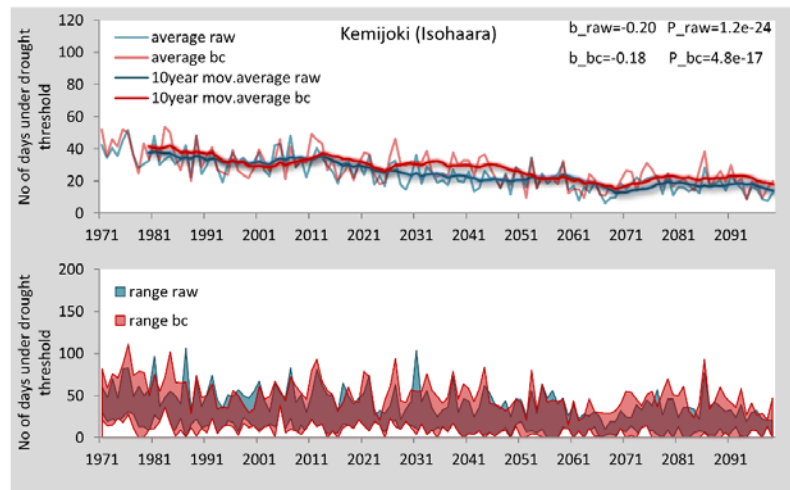 Kemijoki (Isohaara)
b_raw=-0.20 P_raw=1.2e-24
b_bc=-0.18 P_bc=4.8e-17
average raw
average bc
10year mov.average raw
10year mov.average bc
No of days under drought
threshold
120
100
80
60
40
20
0
1971 1981 1991 2001 2011 2021 2031 2041 2051 2061 2071 2081 2091
range raw
range bc
No of days under drought
threshold
200
150
100
50
0
1971 1981 1991 2001 2011 2021 2031 2041 2051 2061 2071 2081 2091